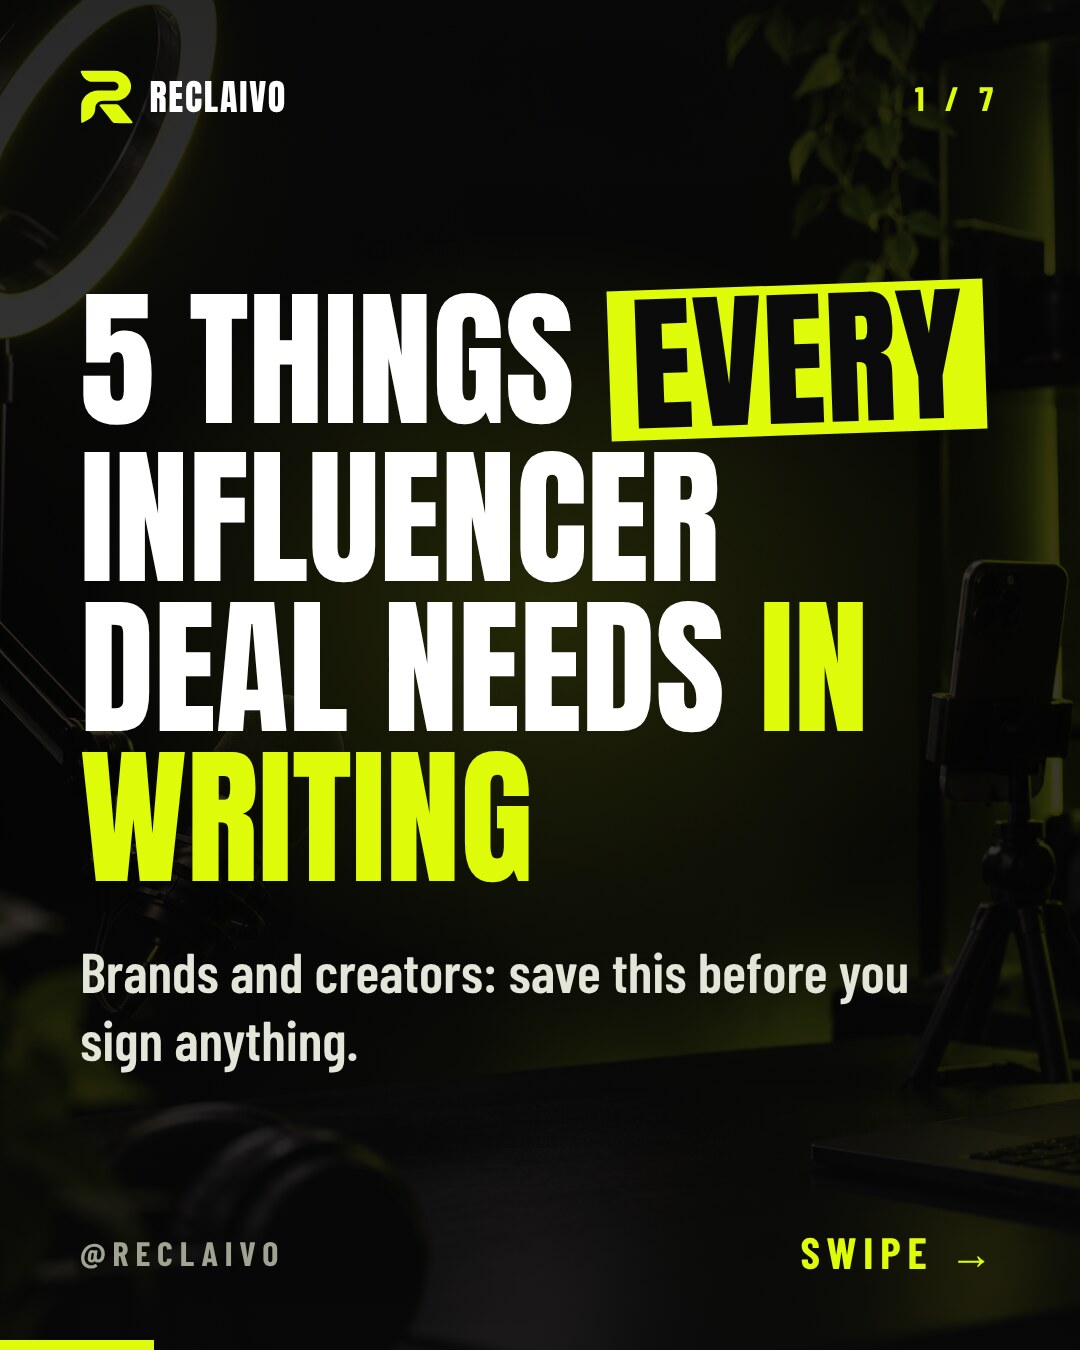 RECLAIVO
1 / 7
5 THINGS EVERY
INFLUENCER
DEAL NEEDS IN
WRITING
Brands and creators: save this before you
sign anything.
@RECLAIVO
SWIPE →